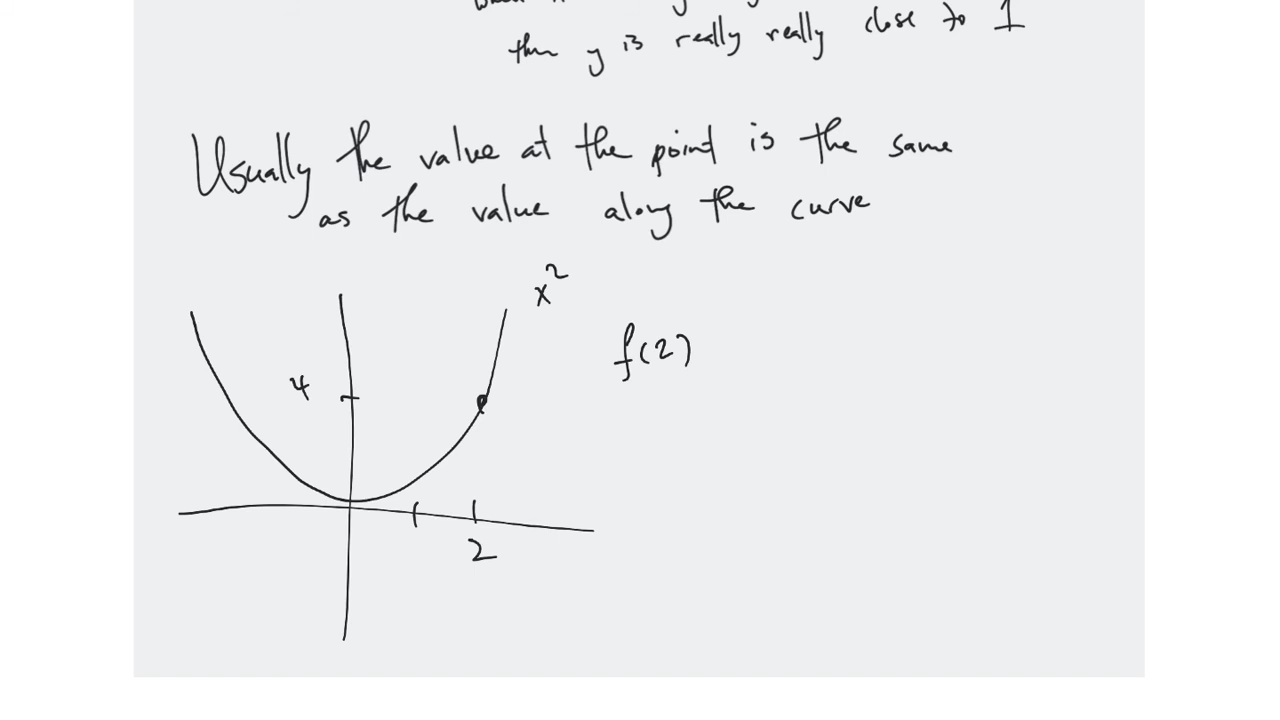 then y is really really close to 1
Usually the value at the point is the same
as the value along the curve
x²
f(2)
4
2